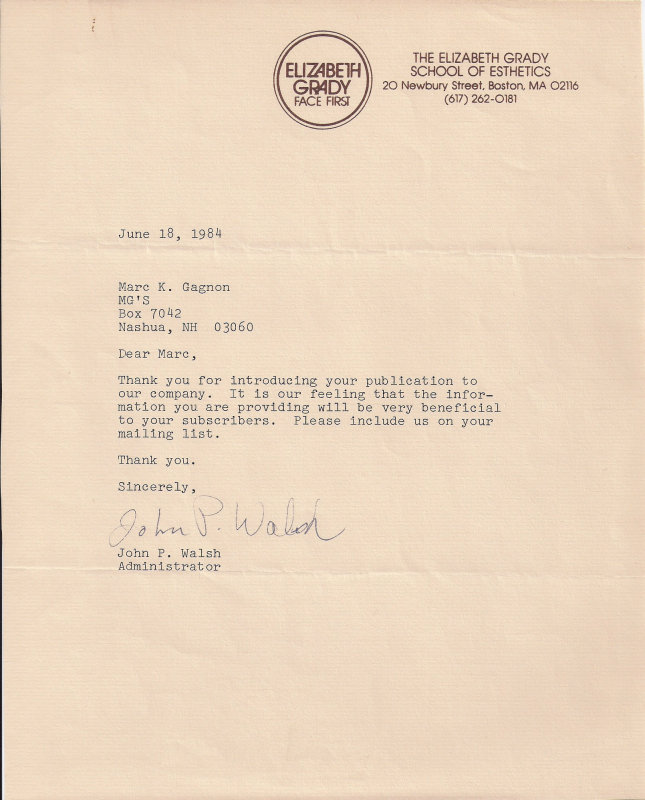 ELIZABETH
GRADY
FACE FIRST
THE ELIZABETH GRADY
SCHOOL OF ESTHETICS
20 Newbury Street, Boston, MA 02116
(617) 262-0181
June 18, 1984
Marc K. Gagnon
MG'S
Box 7042
Nashua, NH  03060
Dear Marc,
Thank you for introducing your publication to
our company.  It is our feeling that the infor-
mation you are providing will be very beneficial
to your subscribers.  Please include us on your
mailing list.
Thank you.
Sincerely,
John P. Walsh
John P. Walsh
Administrator